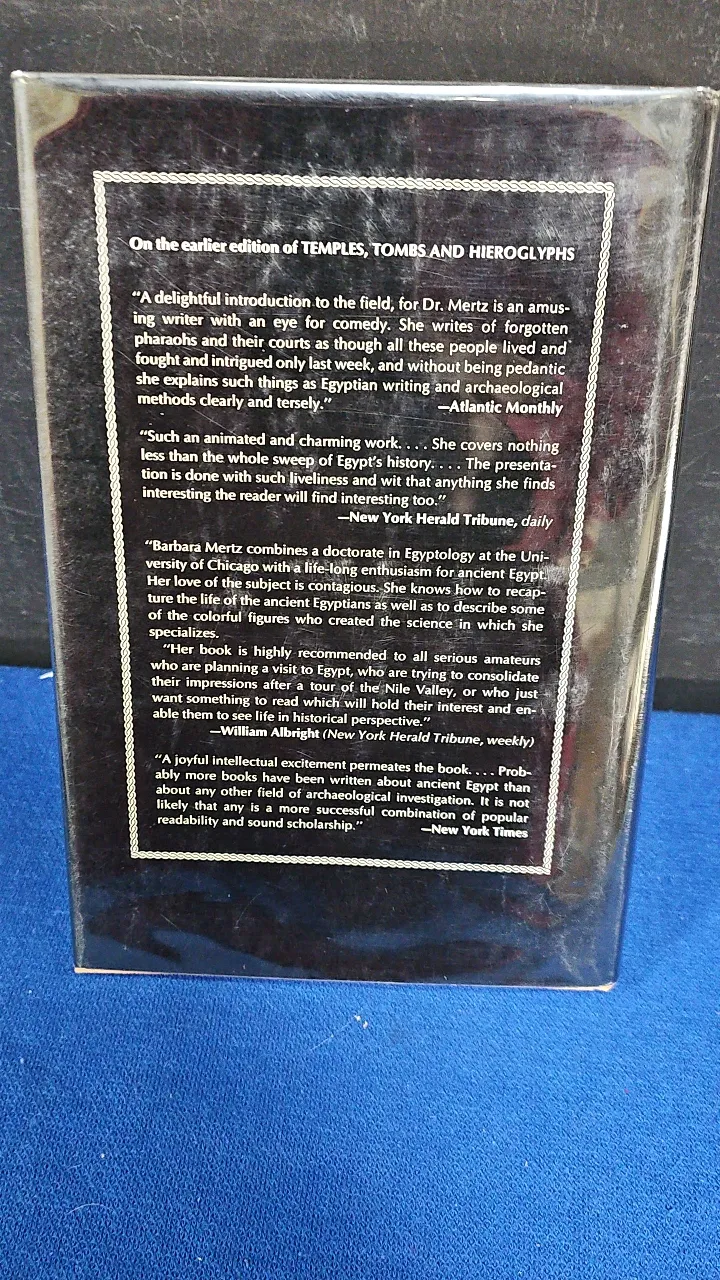 On the earlier edition of TEMPLES, TOMBS AND HIEROGLYPHS
“A delightful introduction to the field, for Dr. Mertz is an amus-
ing writer with an eye for comedy. She writes of forgotten
pharaohs and their courts as though all these people lived and
fought and intrigued only last week, and without being pedantic
she explains such things as Egyptian writing and archaeological
methods clearly and tersely.” —Atlantic Monthly
“Such an animated and charming work. . . . She covers nothing
less than the whole sweep of Egypt’s history. . . . The presenta-
tion is done with such liveliness and wit that anything she finds
interesting the reader will find interesting too.”
—New York Herald Tribune, daily
“Barbara Mertz combines a doctorate in Egyptology at the Uni-
versity of Chicago with a life-long enthusiasm for ancient Egypt.
Her love of the subject is contagious. She knows how to recap-
ture the life of the ancient Egyptians as well as to describe some
of the colorful figures who created the science in which she
specializes.
“Her book is highly recommended to all serious amateurs
who are planning a visit to Egypt, who are trying to consolidate
their impressions after a tour of the Nile Valley, or who just
want something to read which will hold their interest and en-
able them to see life in historical perspective.”
—William Albright (New York Herald Tribune, weekly)
“A joyful intellectual excitement permeates the book. . . . Prob-
ably more books have been written about ancient Egypt than
about any other field of archaeological investigation. It is not
likely that any is a more successful combination of popular
readability and sound scholarship.” —New York Times